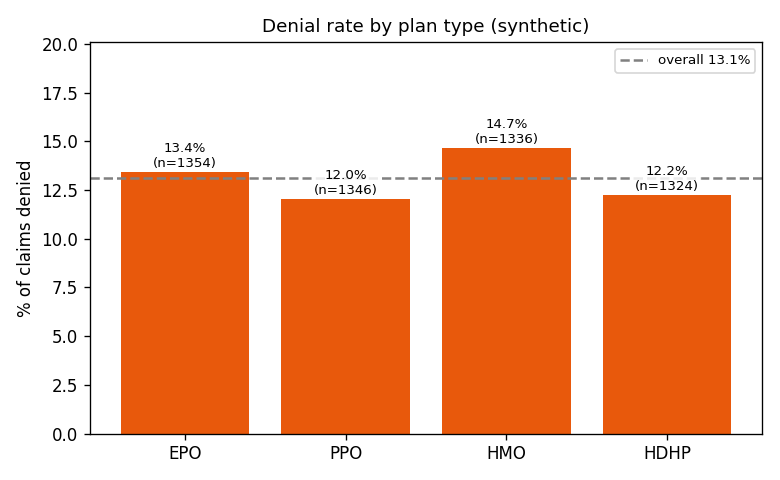 Denial rate by plan type (synthetic)
overall 13.1%
% of claims denied
20.0
17.5
15.0
12.5
10.0
7.5
5.0
2.5
0.0
13.4%
(n=1354)
12.0%
(n=1346)
14.7%
(n=1336)
12.2%
(n=1324)
EPO
PPO
HMO
HDHP